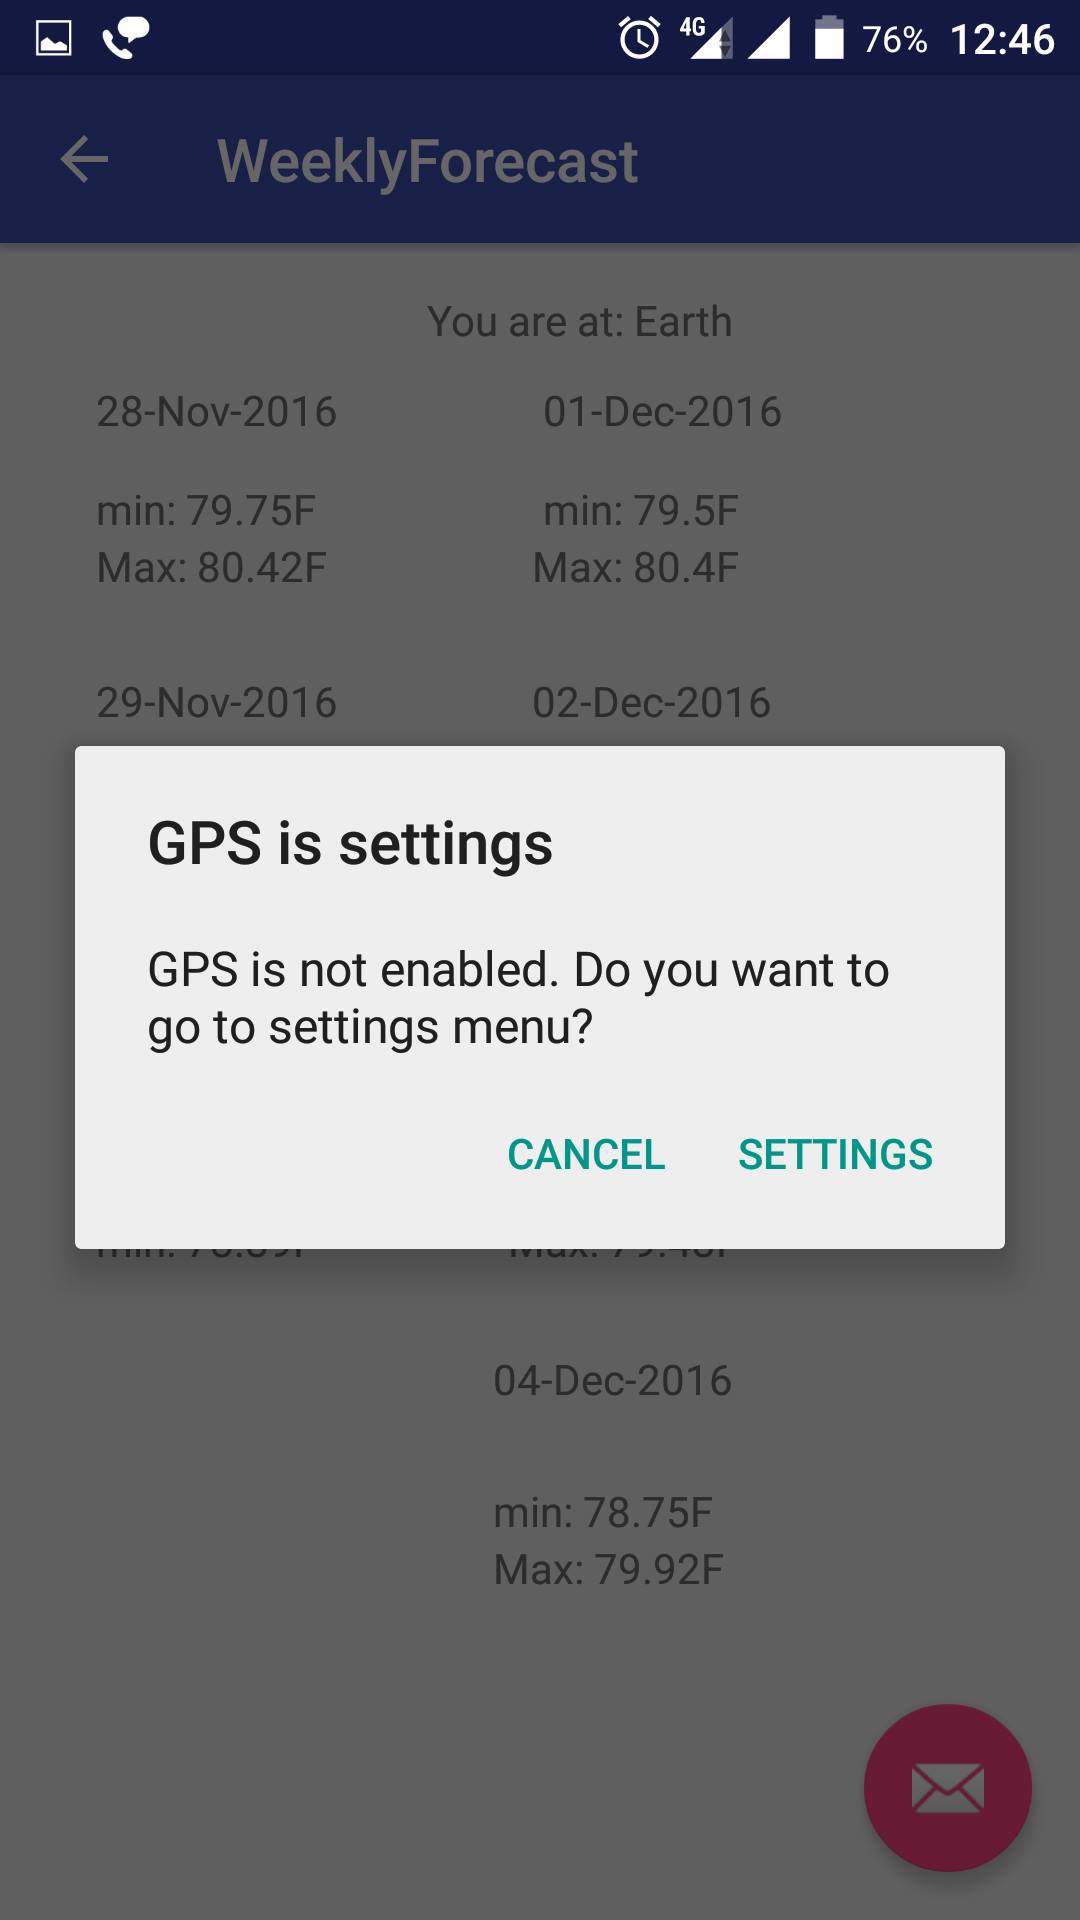 4G 76% 12:46
WeeklyForecast
You are at: Earth
28-Nov-2016 01-Dec-2016
min: 79.75F min: 79.5F
Max: 80.42F Max: 80.4F
29-Nov-2016 02-Dec-2016
GPS is settings
GPS is not enabled. Do you want to
go to settings menu?
CANCEL SETTINGS
04-Dec-2016
min: 78.75F
Max: 79.92F